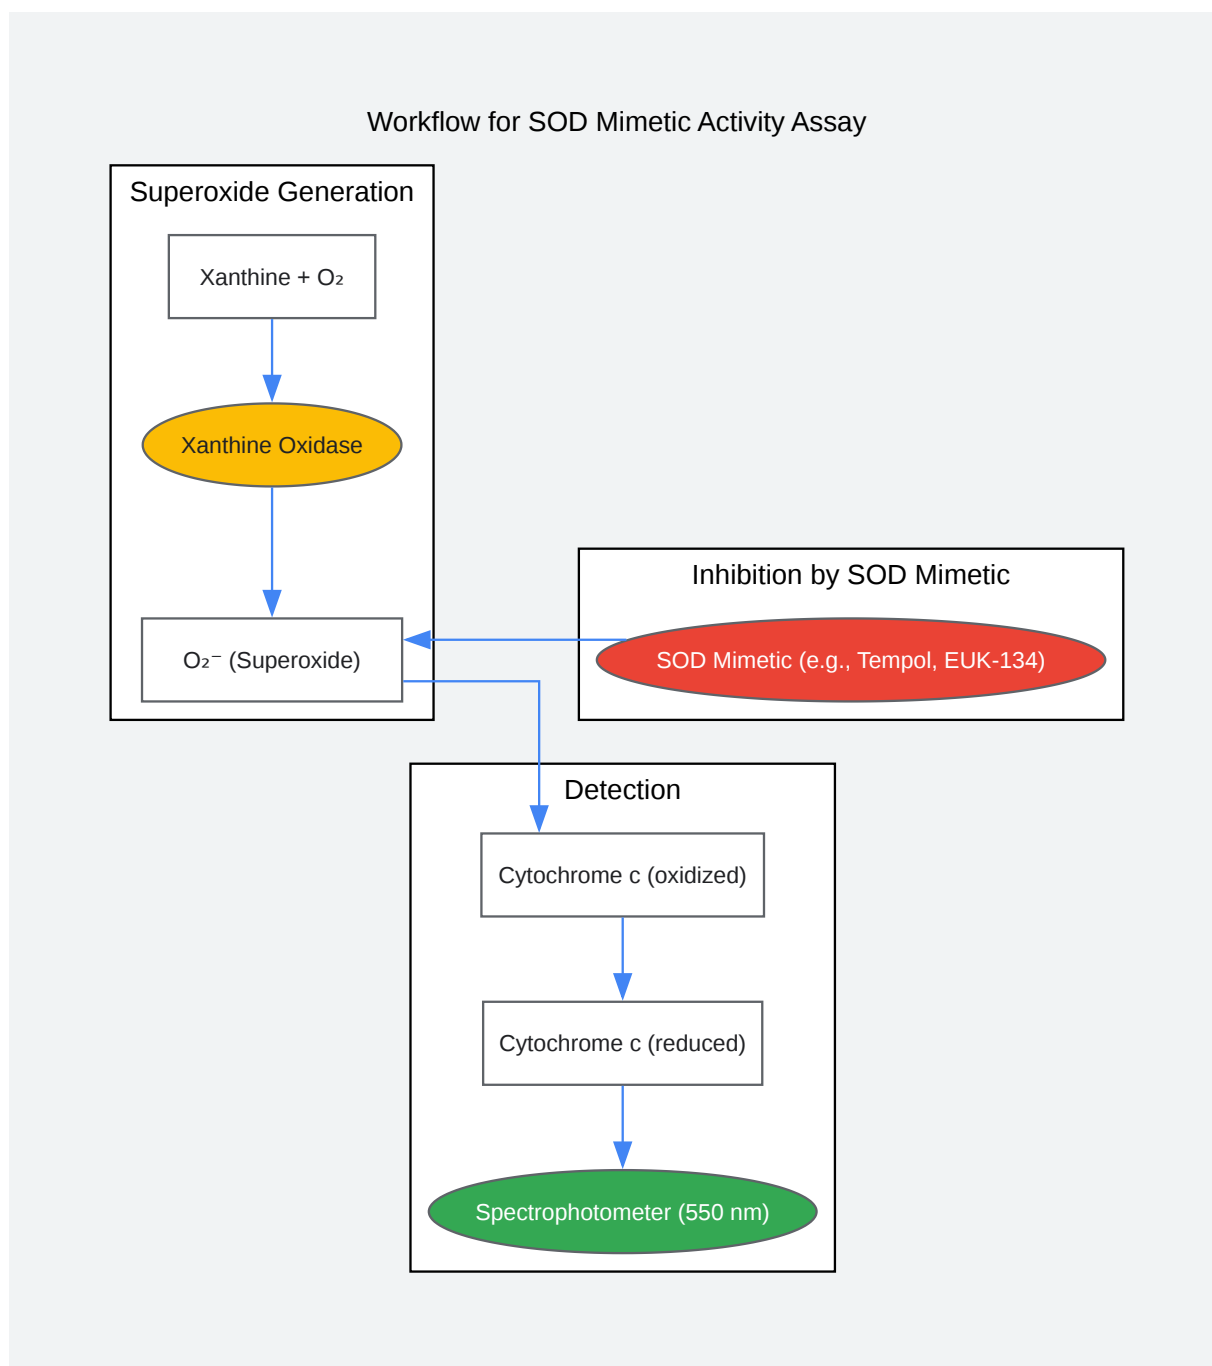 Workflow for SOD Mimetic Activity Assay
Superoxide Generation
Xanthine + O₂
Xanthine Oxidase
O₂⁻ (Superoxide)
Inhibition by SOD Mimetic
SOD Mimetic (e.g., Tempol, EUK-134)
Detection
Cytochrome c (oxidized)
Cytochrome c (reduced)
Spectrophotometer (550 nm)